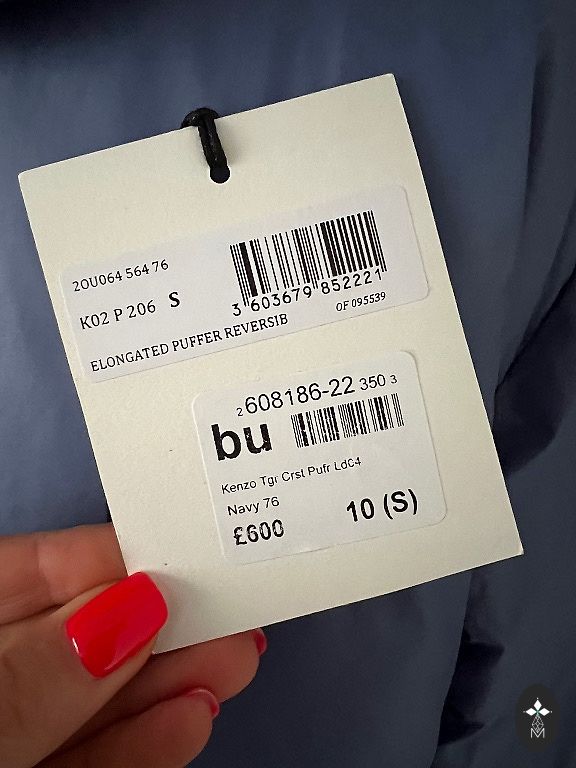 2OU064 564 76
K02 P 206 S
3 603679 852221
ELONGATED PUFFER REVERSIB
OF 095539
2 608186-22 350 3
bu
Kenzo Tgr Crst Pufr LdC4
Navy 76
£600
10 (S)
M